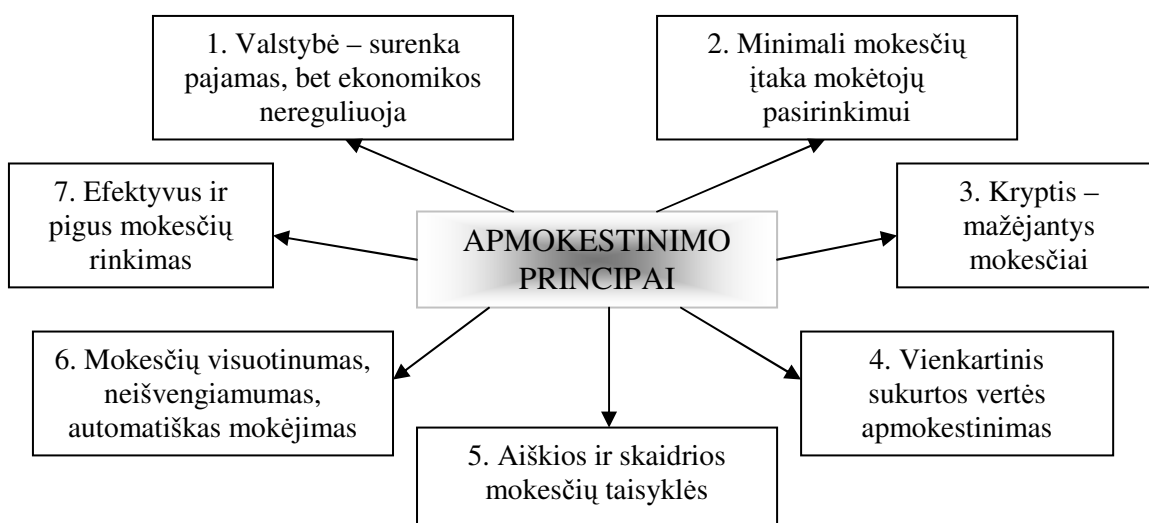 1. Valstybė – surenka
pajamas, bet ekonomikos
nereguliuoja
2. Minimali mokesčių
įtaka mokėtojų
pasirinkimui
7. Efektyvus ir
pigus mokesčių
rinkimas
APMOKESTINIMO
PRINCIPAI
3. Kryptis –
mažėjantys
mokesčiai
6. Mokesčių visuotinumas,
neišvengiamumas,
automatiškas mokėjimas
4. Vienkartinis
sukurtos vertės
apmokestinimas
5. Aiškios ir skaidrios
mokesčių taisyklės